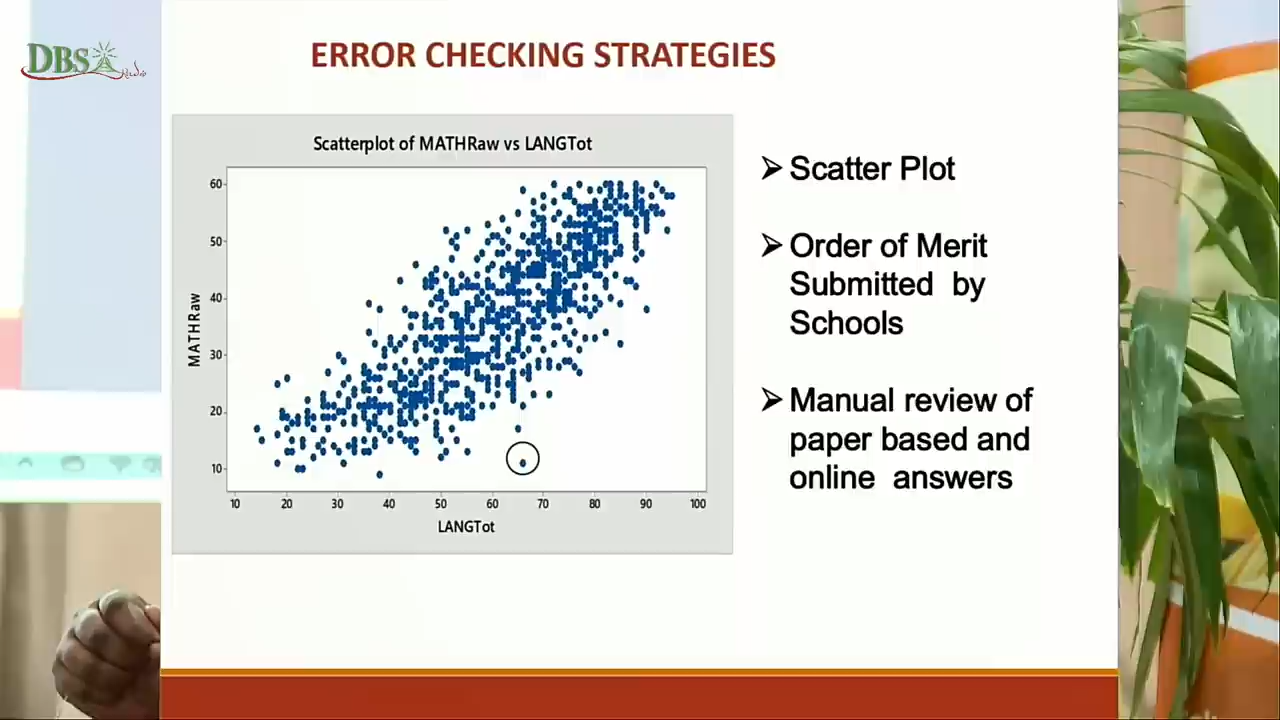 DBS
ERROR CHECKING STRATEGIES
Scatterplot of MATHRaw vs LANGTot
60
50
40
30
20
10
MATHRaw
10 20 30 40 50 60 70 80 90 100
LANGTot
➢ Scatter Plot
➢ Order of Merit
Submitted by
Schools
➢ Manual review of
paper based and
online answers